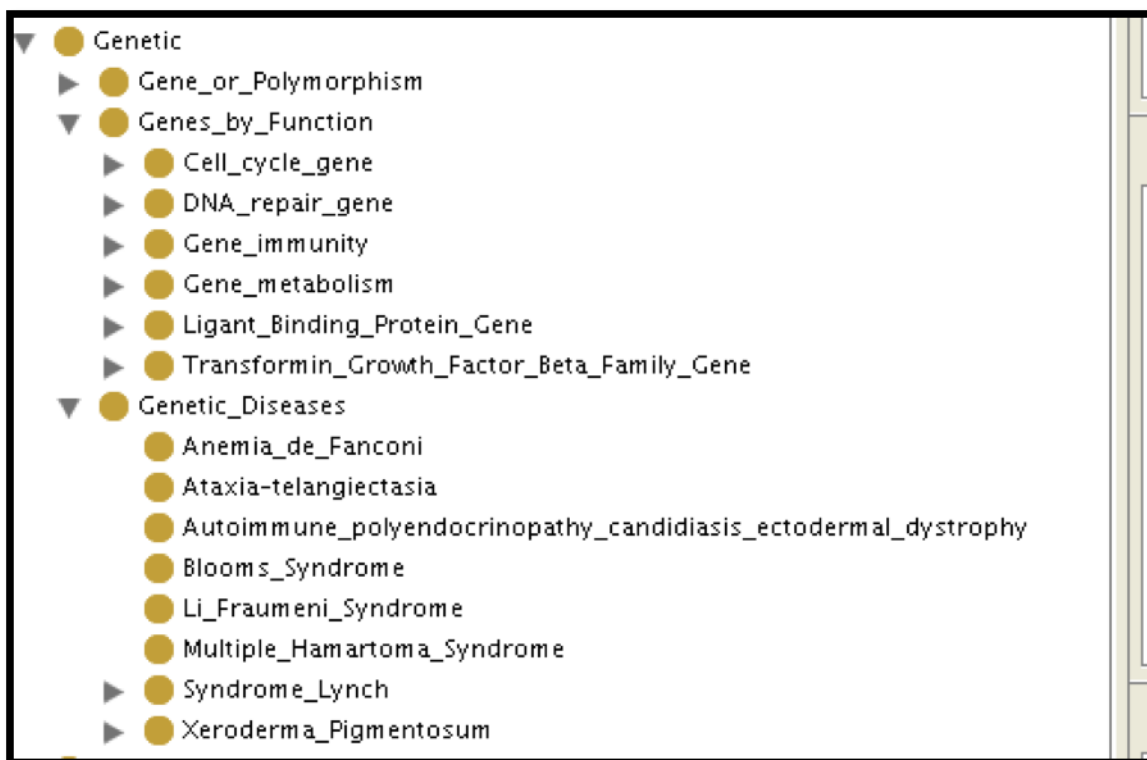 Genetic
Gene_or_Polymorphism
Genes_by_Function
Cell_cycle_gene
DNA_repair_gene
Gene_immunity
Gene_metabolism
Ligant_Binding_Protein_Gene
Transformin_Growth_Factor_Beta_Family_Gene
Genetic_Diseases
Anemia_de_Fanconi
Ataxia-telangiectasia
Autoimmune_polyendocrinopathy_candidiasis_ectodermal_dystrophy
Blooms_Syndrome
Li_Fraumeni_Syndrome
Multiple_Hamartoma_Syndrome
Syndrome_Lynch
Xeroderma_Pigmentosum